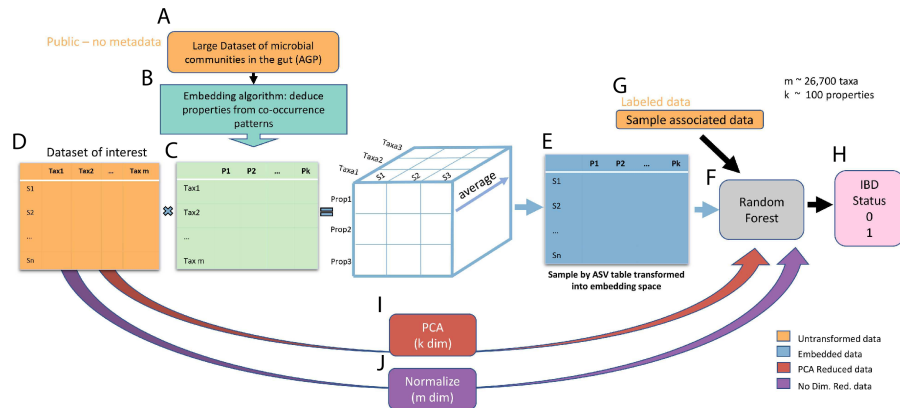 A
Public – no metadata
Large Dataset of microbial
communities in the gut (AGP)
B
Embedding algorithm: deduce
properties from co-occurrence
patterns
m ~ 26,700 taxa
k ~ 100 properties
G
Labeled data
Sample associated data
D
Dataset of interest
Tax1 Tax2 ... Tax m
S1
S2
...
Sn
C
P1 P2 ... Pk
Tax1
Tax2
...
Tax m
Taxa3
Taxa2
Taxa1
S1 S2 S3
Prop1
Prop2
Prop3
average
E
P1 P2 ... Pk
S1
S2
...
Sn
Sample by ASV table transformed
into embedding space
F
Random
Forest
H
IBD
Status
0
1
I
PCA
(k dim)
J
Normalize
(m dim)
Untransformed data
Embedded data
PCA Reduced data
No Dim. Red. data